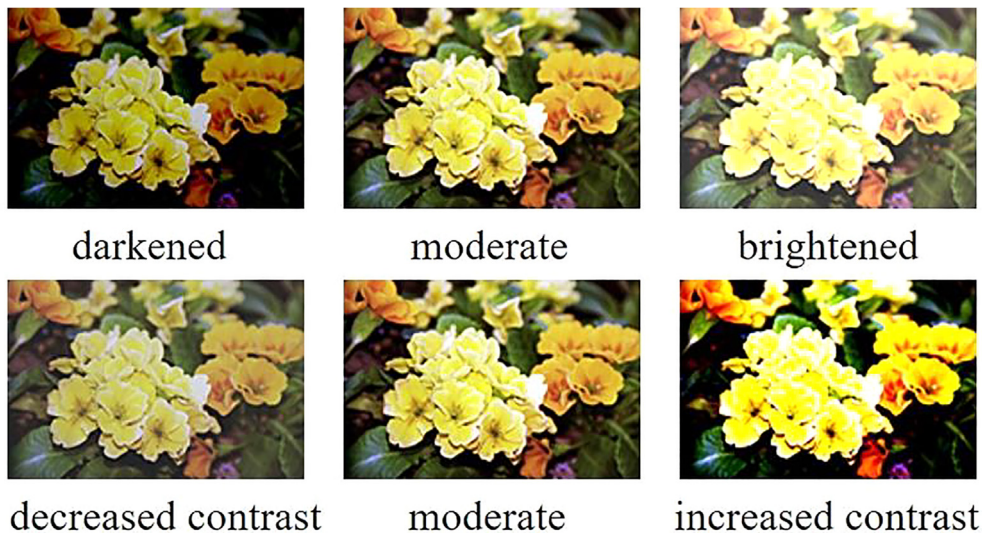 darkened moderate brightened
decreased contrast moderate increased contrast